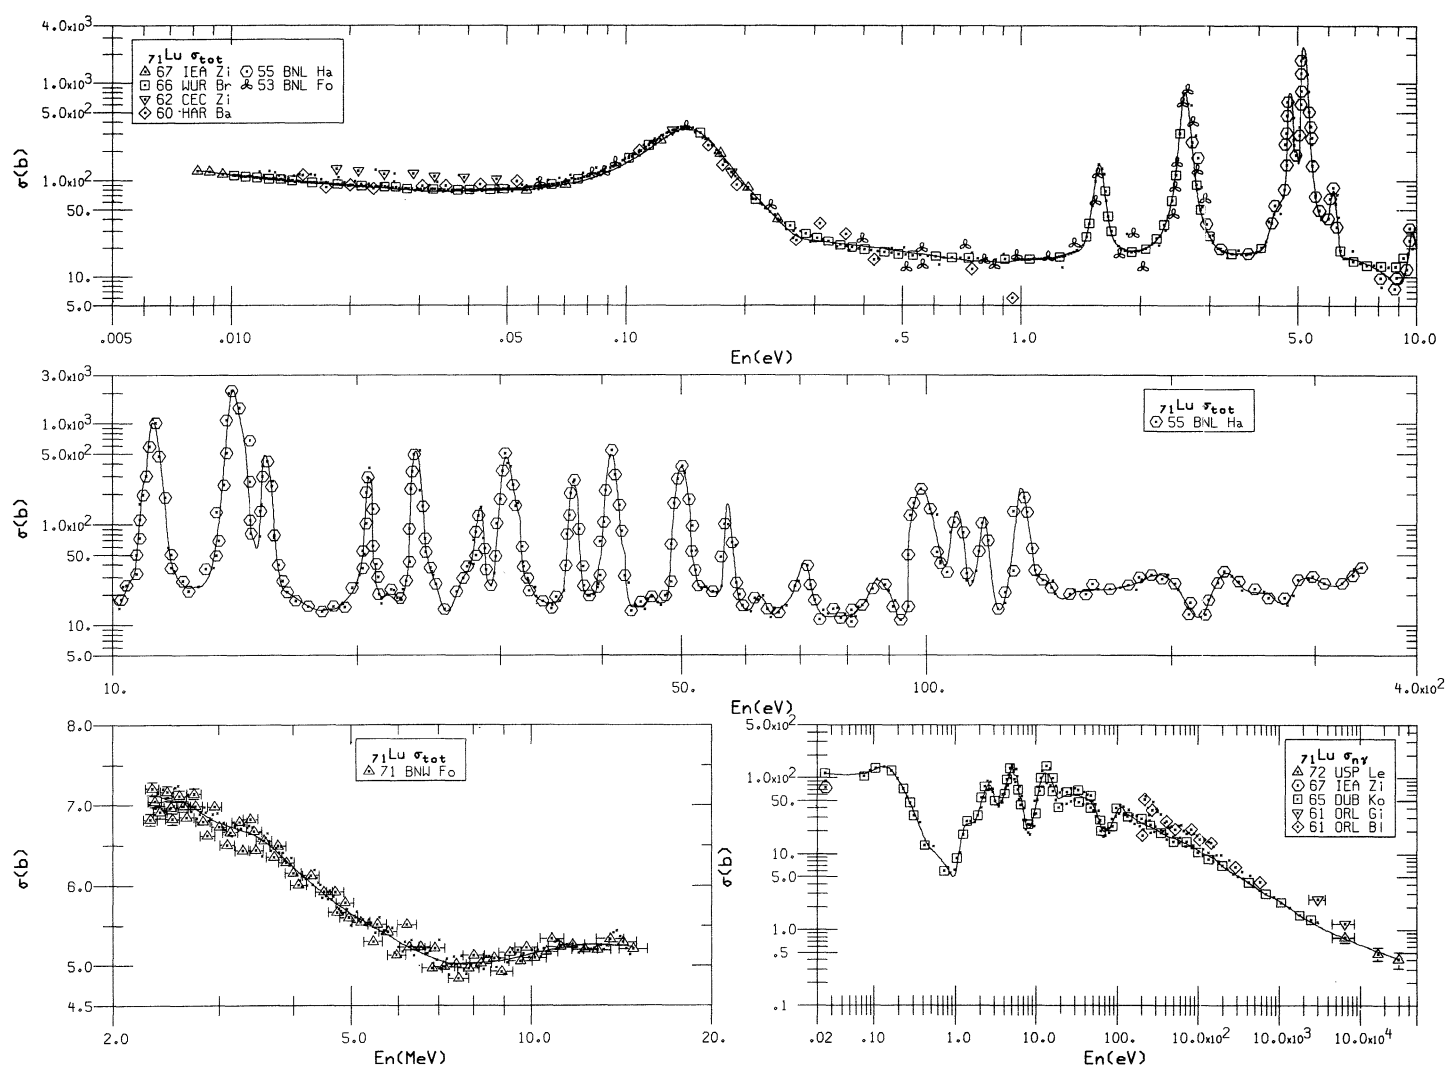 4.0x10³
1.0x10³
5.0x10²
1.0x10²
50.
10.
5.0
σ(b)
71Lu σtot
67 IEA Zi 55 BNL Ha
66 WUR Br 53 BNL Fo
62 CEC Zi
60 HAR Ba
.005 .010 .05 .10 .5 1.0 5.0 10.0
En(eV)
3.0x10³
1.0x10³
5.0x10²
1.0x10²
50.
10.
5.0
σ(b)
71Lu σtot
55 BNL Ha
10. 50. 100. 4.0x10²
En(eV)
8.0
7.0
6.0
5.0
4.5
σ(b)
71Lu σtot
71 BNW Fo
2.0 5.0 10.0 20.
En(MeV)
5.0x10²
1.0x10²
50.
10.
5.0
1.0
.5
.1
σ(b)
71Lu σnγ
72 USP Le
67 IEA Zi
65 DUB Ko
61 ORL Gi
61 ORL Bl
.02 .10 1.0 10.0 100. 10.0x10² 10.0x10³ 10.0x10⁴
En(eV)